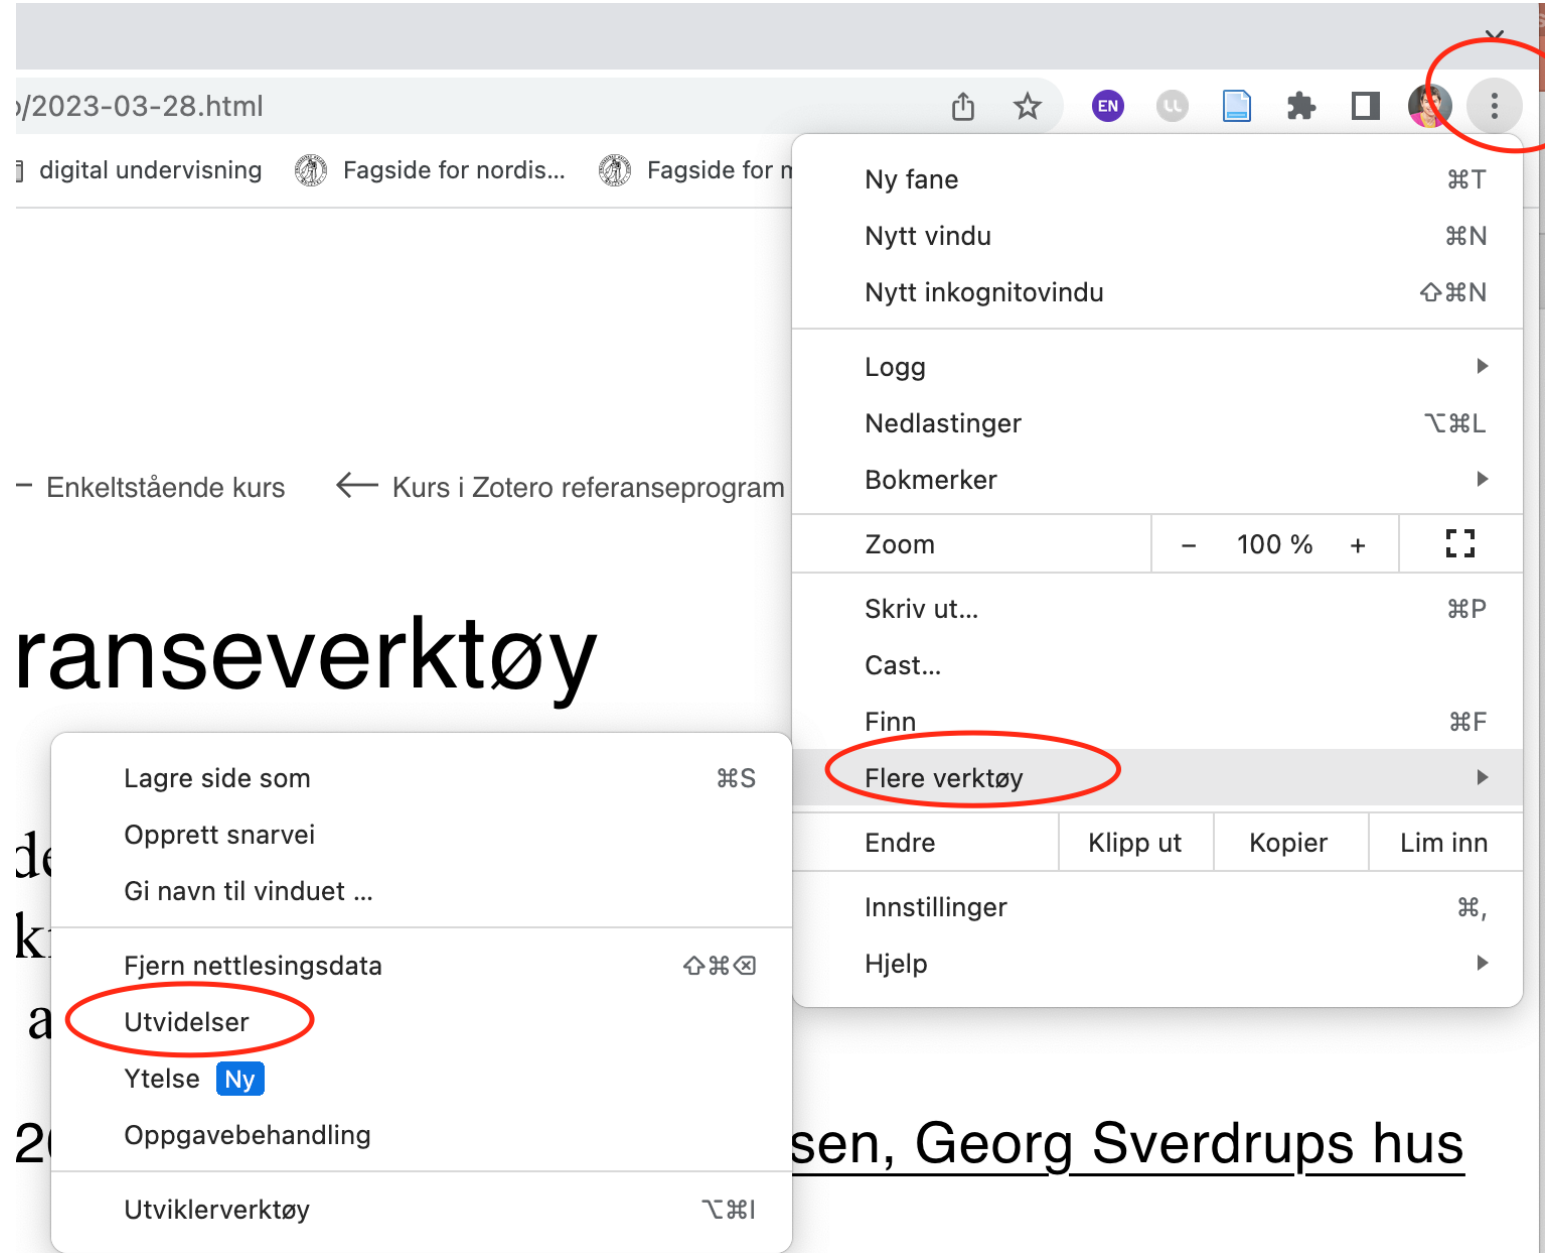 /2023-03-28.html
EN
digital undervisning Fagside for nordis... Fagside for
Ny fane ⌘T
Nytt vindu ⌘N
Nytt inkognitovindu ⇧⌘N
Logg
Nedlastinger ⌥⌘L
Bokmerker
Enkeltstående kurs ← Kurs i Zotero referanseprogram
Zoom − 100 % +
Skriv ut... ⌘P
Cast...
ranseverktøy
Finn ⌘F
Flere verktøy
Endre Klipp ut Kopier Lim inn
Innstillinger ⌘,
Hjelp
Lagre side som ⌘S
Opprett snarvei
Gi navn til vinduet ...
Fjern nettlesingsdata ⇧⌘⌫
Utvidelser
Ytelse Ny
Oppgavebehandling
Utviklerverktøy ⌥⌘I
sen, Georg Sverdrups hus